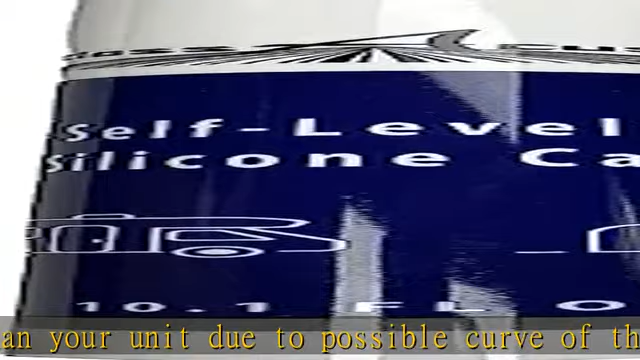 Self-Level
Silicone Ca
10.1 FL O
an your unit due to possible curve of th